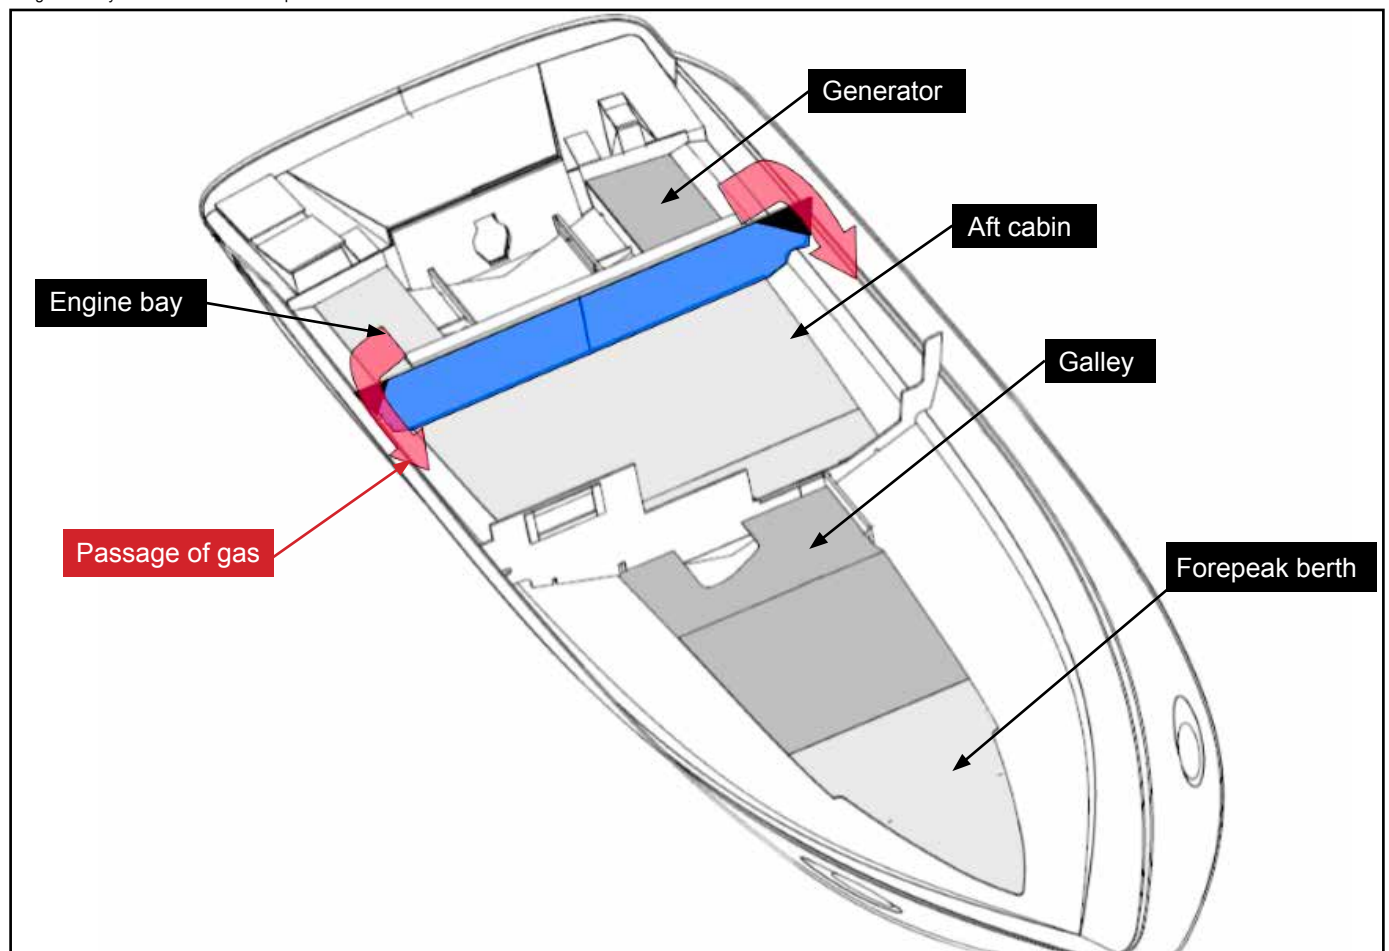 Generator
Aft cabin
Engine bay
Galley
Passage of gas
Forepeak berth